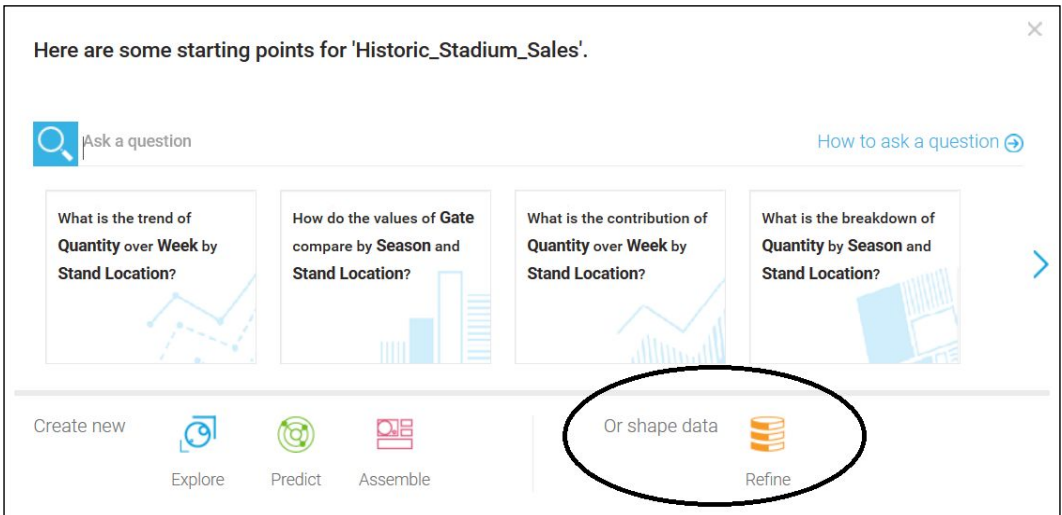 Here are some starting points for 'Historic_Stadium_Sales'.
Ask a question
How to ask a question
What is the trend of
Quantity over Week by
Stand Location?
How do the values of Gate
compare by Season and
Stand Location?
What is the contribution of
Quantity over Week by
Stand Location?
What is the breakdown of
Quantity by Season and
Stand Location?
Create new
Explore
Predict
Assemble
Or shape data
Refine